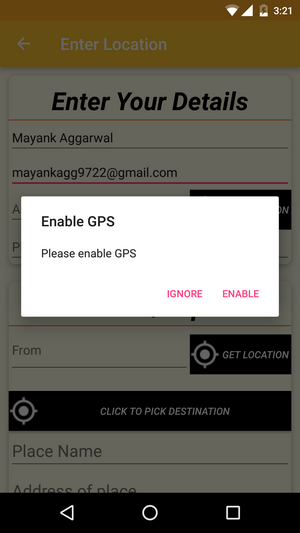 3:21
Enter Location
Enter Your Details
Mayank Aggarwal
mayankagg9722@gmail.com
Enable GPS
Please enable GPS
IGNORE
ENABLE
From
GET LOCATION
CLICK TO PICK DESTINATION
Place Name
Address of place